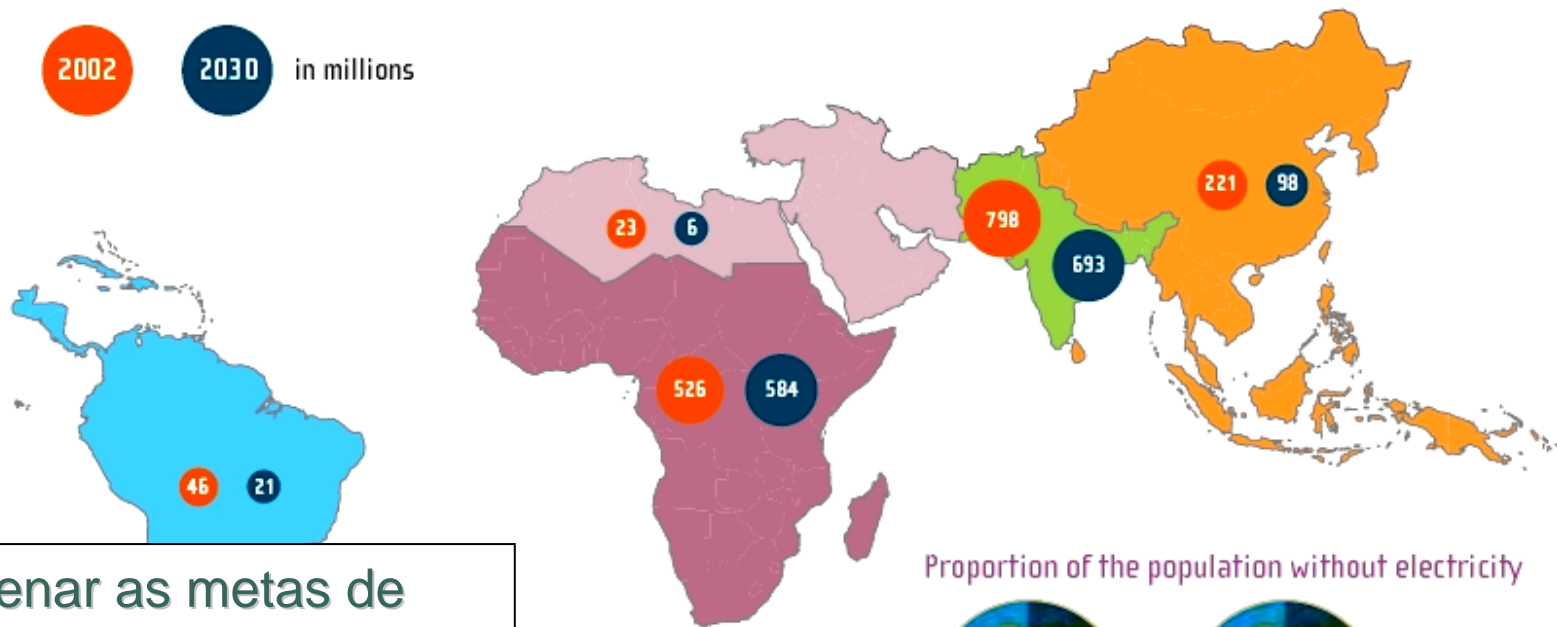 2002 2030 in millions
221 98
798
23 6
693
526 584
46 21
Proportion of the population without electricity
enar as metas de